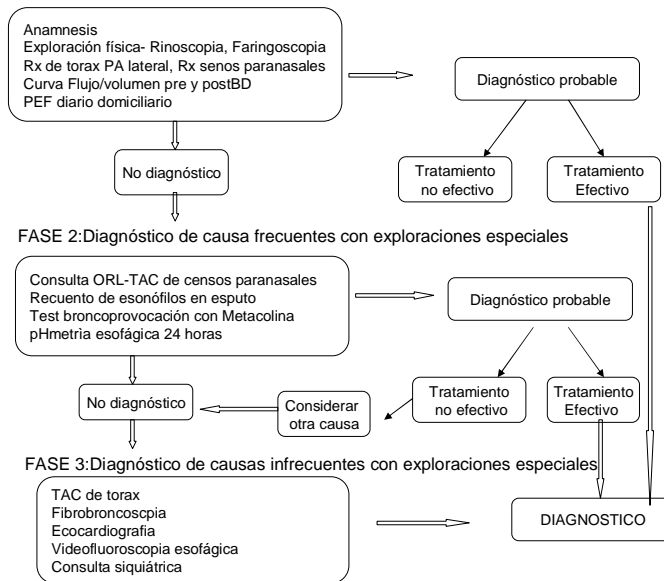 Anamnesis
Exploración física- Rinoscopia, Faringoscopia
Rx de torax PA lateral, Rx senos paranasales
Curva Flujo/volumen pre y postBD
PEF diario domiciliario
Diagnóstico probable
No diagnóstico
Tratamiento
no efectivo
Tratamiento
Efectivo
FASE 2:Diagnóstico de causa frecuentes con exploraciones especiales
Consulta ORL-TAC de censos paranasales
Recuento de esonófilos en esputo
Test broncoprovocación con Metacolina
pHmetrìa esofágica 24 horas
Diagnóstico probable
No diagnóstico
Considerar
otra causa
Tratamiento
no efectivo
Tratamiento
Efectivo
FASE 3:Diagnóstico de causas infrecuentes con exploraciones especiales
TAC de torax
Fibrobroncoscpia
Ecocardiografia
Videofluoroscopia esofágica
Consulta siquiátrica
DIAGNOSTICO